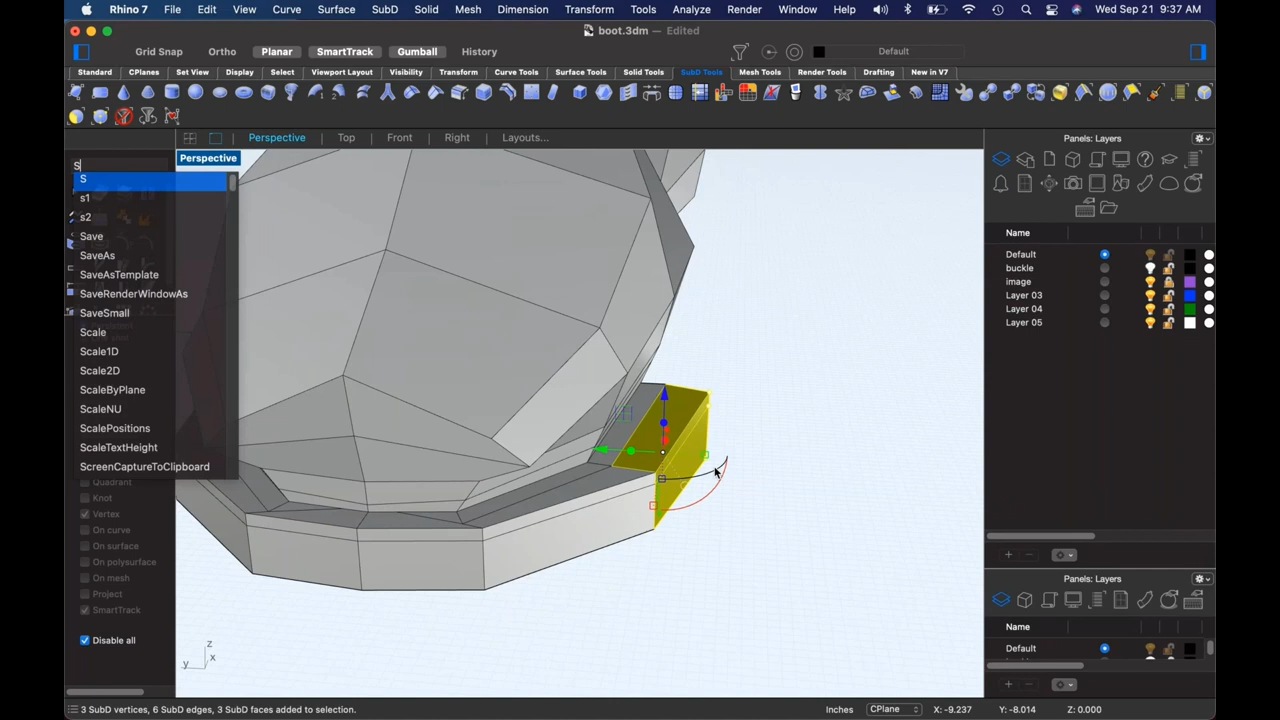 Rhino 7 File Edit View Curve Surface SubD Solid Mesh Dimension Transform Tools Analyze Render Window Help Wed Sep 21 9:37 AM
boot.3dm — Edited
Grid Snap Ortho Planar SmartTrack Gumball History Default
Standard CPlanes Set View Display Select Viewport Layout Visibility Transform Curve Tools Surface Tools Solid Tools SubD Tools Mesh Tools Render Tools Drafting New in V7
Perspective Top Front Right Layouts... Panels: Layers
Perspective
S
S
s1
s2
Save
SaveAs
SaveAsTemplate
SaveRenderWindowAs
SaveSmall
Scale
Scale1D
Scale2D
ScaleByPlane
ScaleNU
ScalePositions
ScaleTextHeight
ScreenCaptureToClipboard
Quadrant
Knot
Vertex
On curve
On surface
On polysurface
On mesh
Project
SmartTrack
Disable all
z
y x
Name
Default
buckle
image
Layer 03
Layer 04
Layer 05
Panels: Layers
Name
Default
3 SubD vertices, 6 SubD edges, 3 SubD faces added to selection. Inches CPlane X: -9.237 Y: -8.014 Z: 0.000